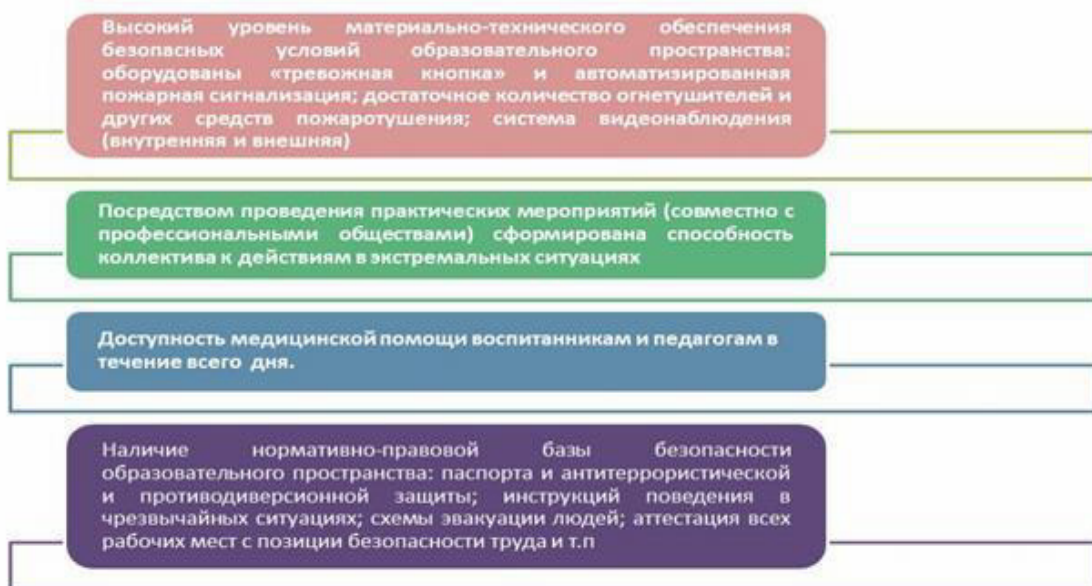 Высокий уровень материально-технического обеспечения
безопасных условий образовательного пространства:
оборудованы «тревожная кнопка» и автоматизированная
пожарная сигнализация; достаточное количество огнетушителей и
других средств пожаротушения; система видеонаблюдения
(внутренняя и внешняя)
Посредством проведения практических мероприятий (совместно с
профессиональными обществами) сформирована способность
коллектива к действиям в экстремальных ситуациях
Доступность медицинской помощи воспитанникам и педагогам в
течение всего дня.
Наличие нормативно-правовой базы безопасности
образовательного пространства: паспорта и антитеррористической
и противодиверсионной защиты; инструкций поведения в
чрезвычайных ситуациях; схемы эвакуации людей; аттестация всех
рабочих мест с позиции безопасности труда и т.п